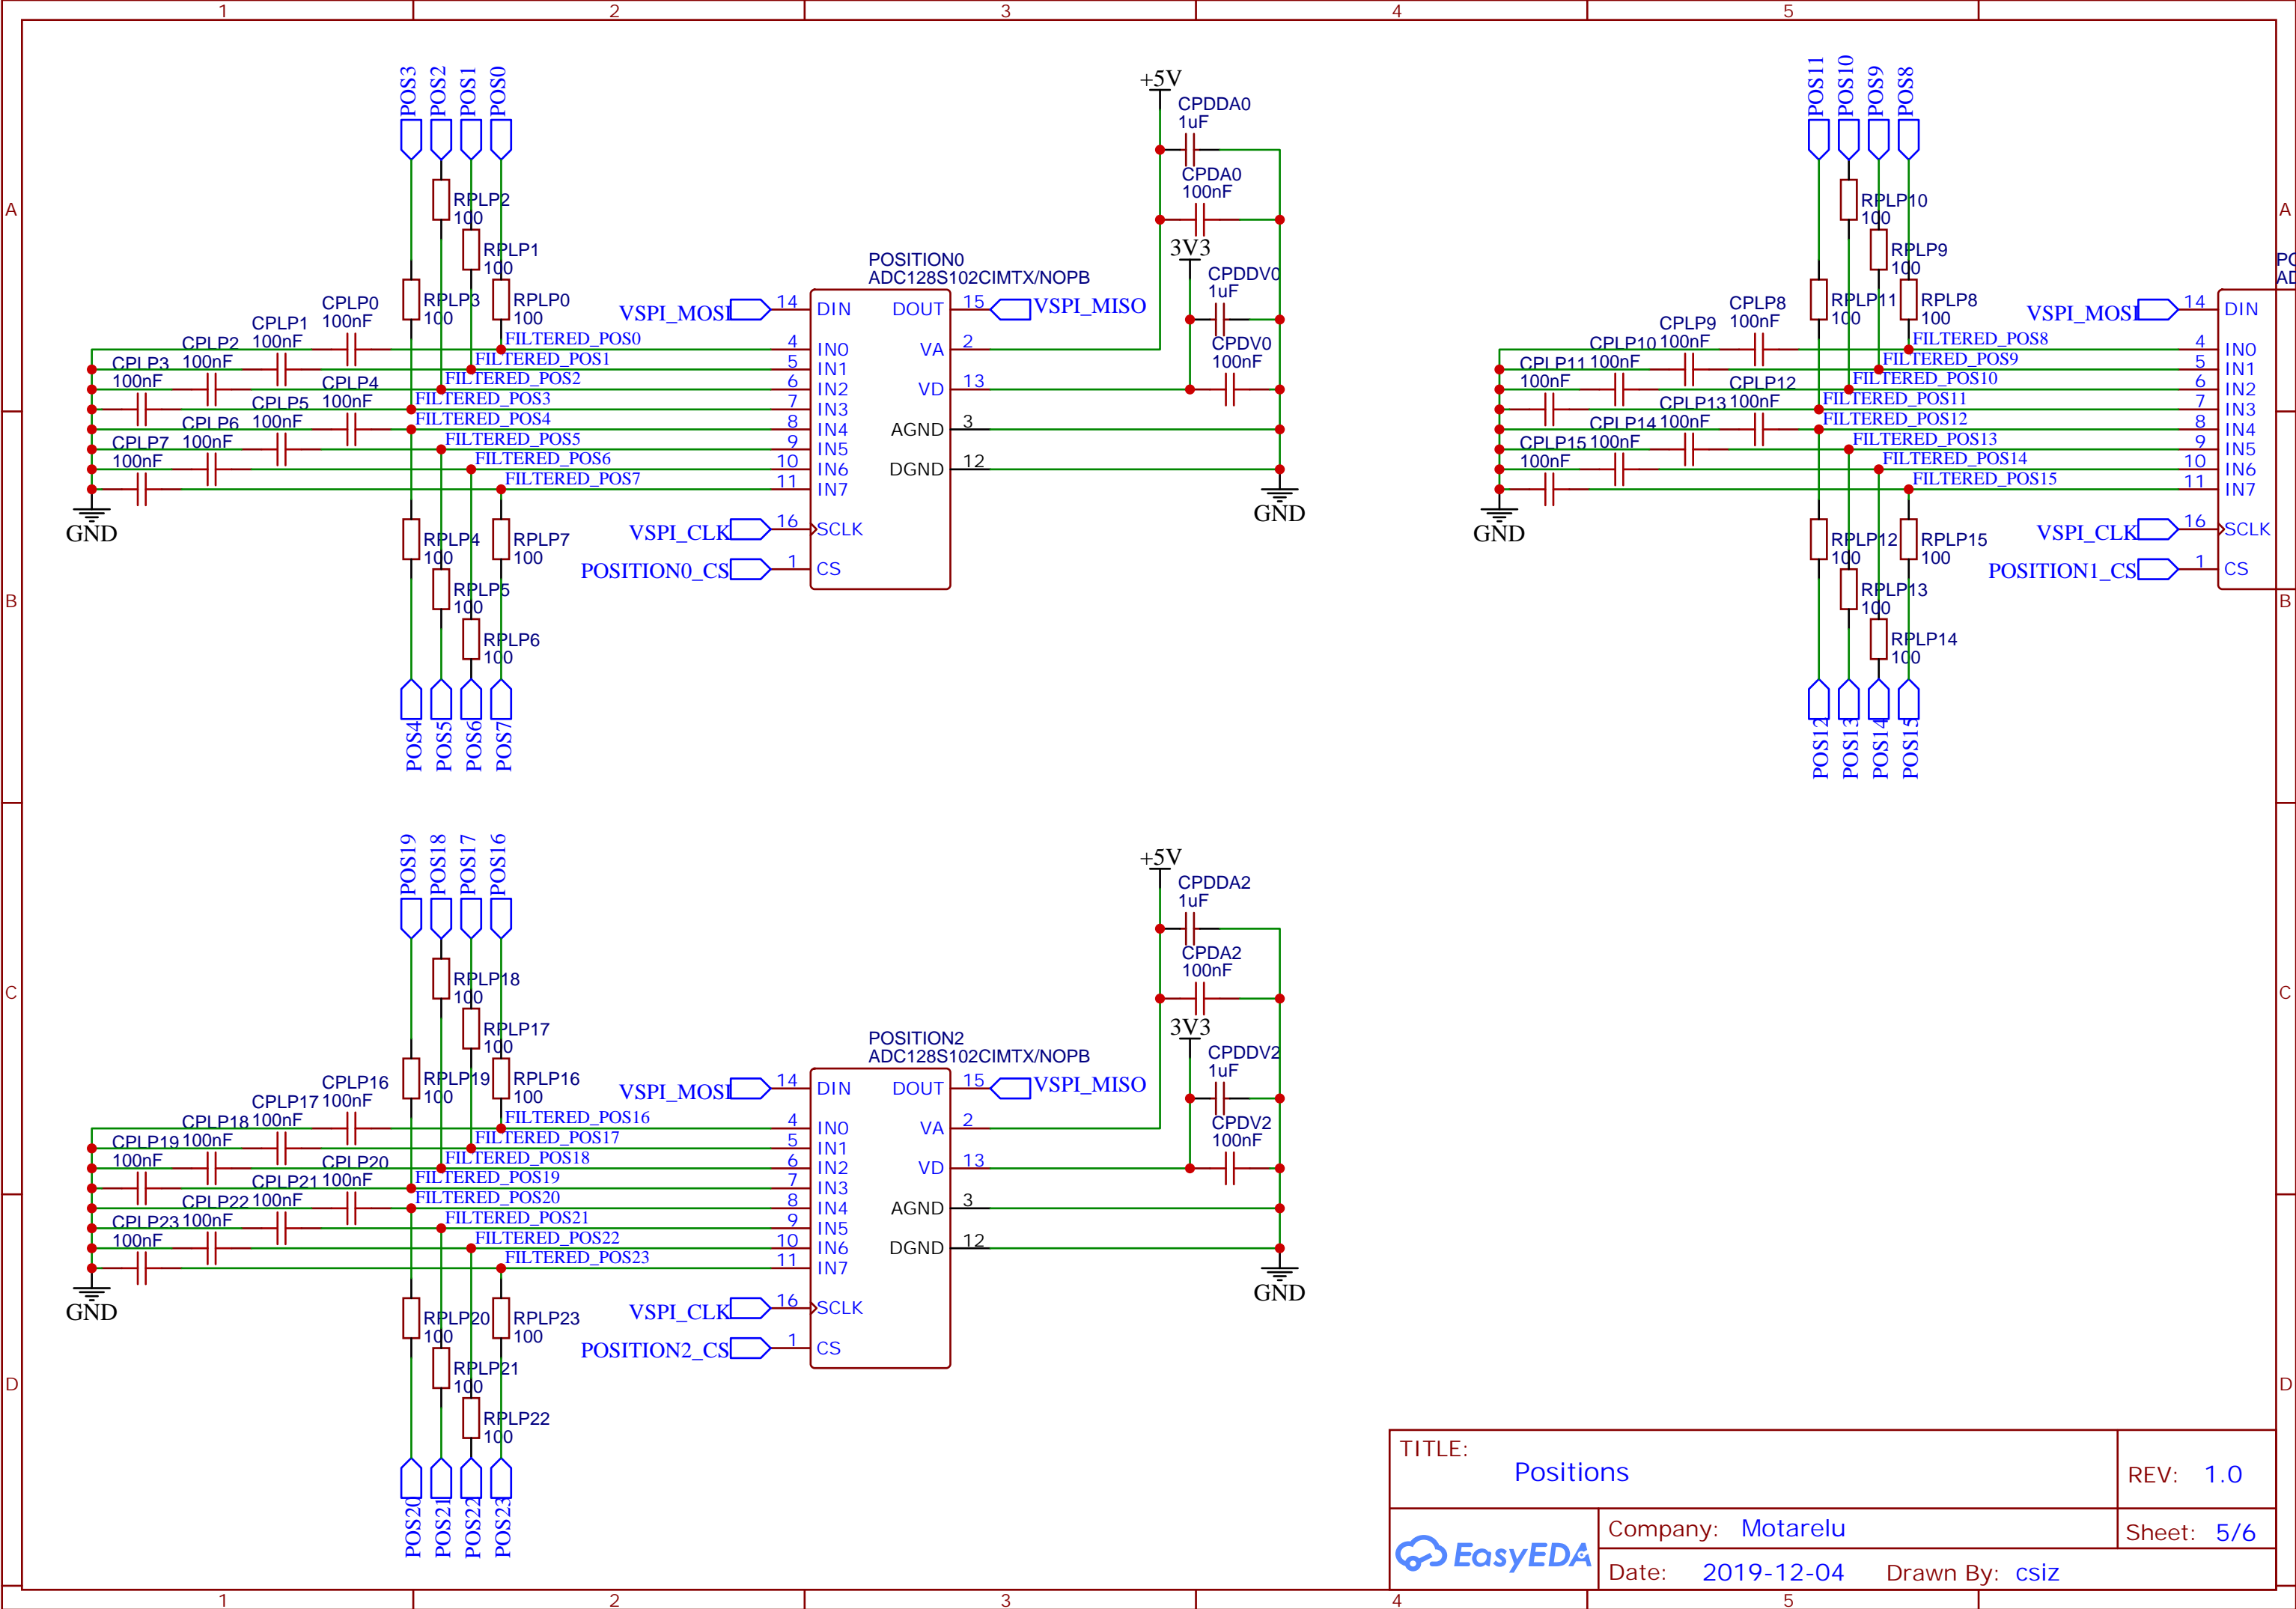 1 2 3 4 5
A
B
C
D
A
B
C
D
1 2 3 4 5
POS3
POS2
POS1
POS0
RPLP2
100
RPLP1
100
RPLP3
100
RPLP0
100
CPLP0
100nF
CPLP1
100nF
CPLP2
100nF
CPLP3
100nF
CPLP4
100nF
CPLP5
100nF
CPLP6
100nF
CPLP7
100nF
GND
FILTERED_POS0
FILTERED_POS1
FILTERED_POS2
FILTERED_POS3
FILTERED_POS4
FILTERED_POS5
FILTERED_POS6
FILTERED_POS7
RPLP4
100
RPLP7
100
RPLP5
100
RPLP6
100
POS4
POS5
POS6
POS7
POSITION0
ADC128S102CIMTX/NOPB
VSPI_MOSI 14 DIN
DOUT 15 VSPI_MISO
4 IN0
5 IN1
6 IN2
7 IN3
8 IN4
9 IN5
10 IN6
11 IN7
VSPI_CLK 16 SCLK
POSITION0_CS 1 CS
VA 2
VD 13
AGND 3
DGND 12
+5V
CPDDA0
1uF
CPDA0
100nF
3V3
CPDDV0
1uF
CPDV0
100nF
GND
POS11
POS10
POS9
POS8
RPLP10
100
RPLP9
100
RPLP11
100
RPLP8
100
CPLP8
100nF
CPLP9
100nF
CPLP10
100nF
CPLP11
100nF
CPLP12
100nF
CPLP13
100nF
CPLP14
100nF
CPLP15
100nF
GND
FILTERED_POS8
FILTERED_POS9
FILTERED_POS10
FILTERED_POS11
FILTERED_POS12
FILTERED_POS13
FILTERED_POS14
FILTERED_POS15
RPLP12
100
RPLP15
100
RPLP13
100
RPLP14
100
POS12
POS13
POS14
POS15
VSPI_MOSI 14 DIN
4 IN0
5 IN1
6 IN2
7 IN3
8 IN4
9 IN5
10 IN6
11 IN7
VSPI_CLK 16 SCLK
POSITION1_CS 1 CS
POS19
POS18
POS17
POS16
RPLP18
100
RPLP17
100
RPLP19
100
RPLP16
100
CPLP16
100nF
CPLP17
100nF
CPLP18
100nF
CPLP19
100nF
CPLP20
100nF
CPLP21
100nF
CPLP22
100nF
CPLP23
100nF
GND
FILTERED_POS16
FILTERED_POS17
FILTERED_POS18
FILTERED_POS19
FILTERED_POS20
FILTERED_POS21
FILTERED_POS22
FILTERED_POS23
RPLP20
100
RPLP23
100
RPLP21
100
RPLP22
100
POS20
POS21
POS22
POS23
POSITION2
ADC128S102CIMTX/NOPB
VSPI_MOSI 14 DIN
DOUT 15 VSPI_MISO
4 IN0
5 IN1
6 IN2
7 IN3
8 IN4
9 IN5
10 IN6
11 IN7
VSPI_CLK 16 SCLK
POSITION2_CS 1 CS
VA 2
VD 13
AGND 3
DGND 12
+5V
CPDDA2
1uF
CPDA2
100nF
3V3
CPDDV2
1uF
CPDV2
100nF
GND
TITLE:
Positions
REV: 1.0
EasyEDA
Company: Motarelu
Sheet: 5/6
Date: 2019-12-04 Drawn By: csiz